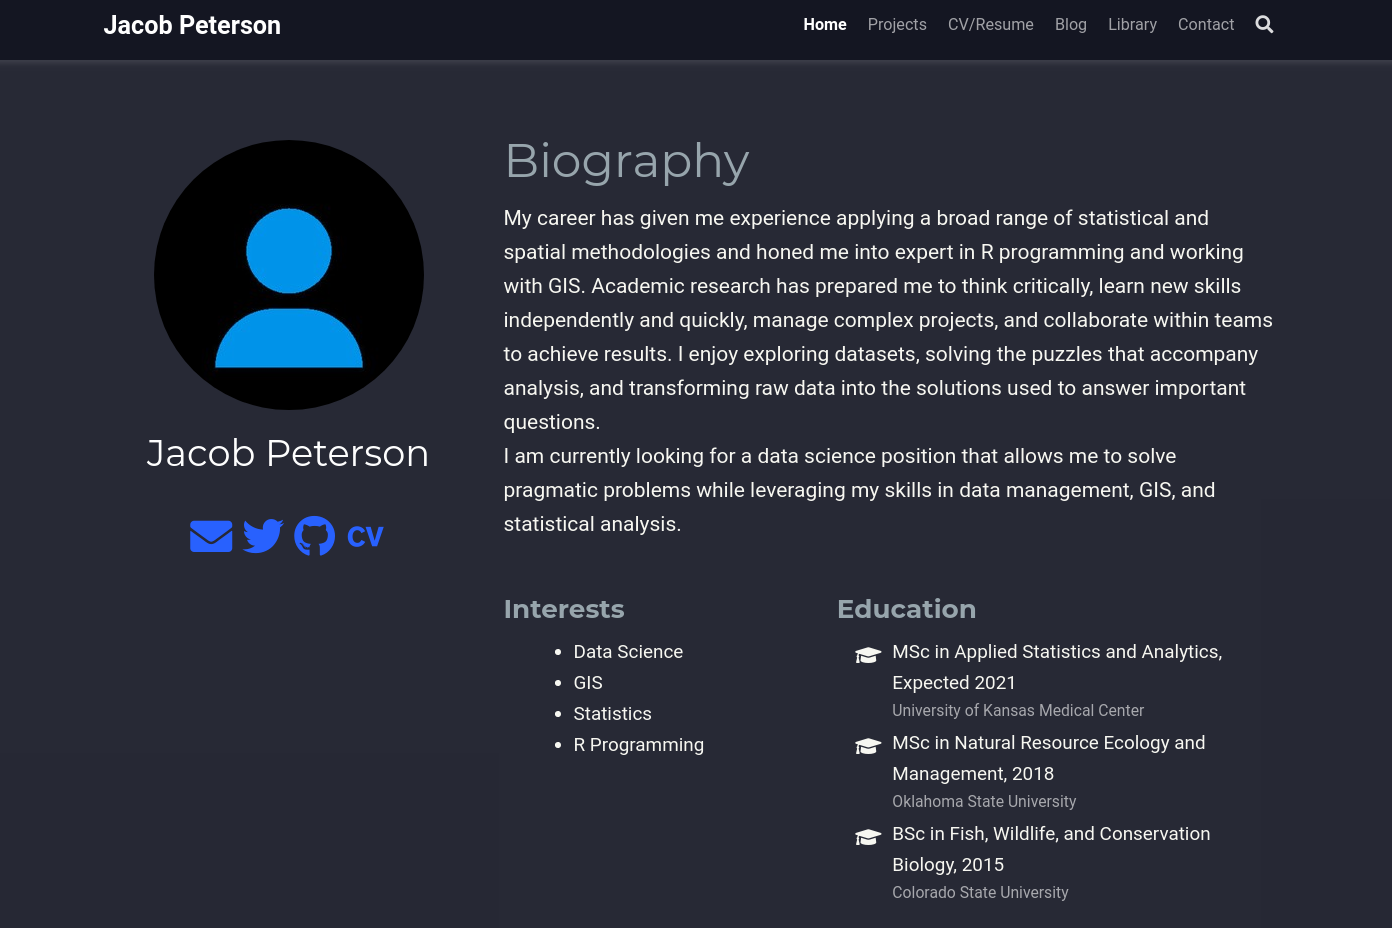 Jacob Peterson
Home Projects CV/Resume Blog Library Contact
Biography
My career has given me experience applying a broad range of statistical and
spatial methodologies and honed me into expert in R programming and working
with GIS. Academic research has prepared me to think critically, learn new skills
independently and quickly, manage complex projects, and collaborate within teams
to achieve results. I enjoy exploring datasets, solving the puzzles that accompany
analysis, and transforming raw data into the solutions used to answer important
questions.
I am currently looking for a data science position that allows me to solve
pragmatic problems while leveraging my skills in data management, GIS, and
statistical analysis.
Jacob Peterson
CV
Interests
Data Science
GIS
Statistics
R Programming
Education
MSc in Applied Statistics and Analytics,
Expected 2021
University of Kansas Medical Center
MSc in Natural Resource Ecology and
Management, 2018
Oklahoma State University
BSc in Fish, Wildlife, and Conservation
Biology, 2015
Colorado State University